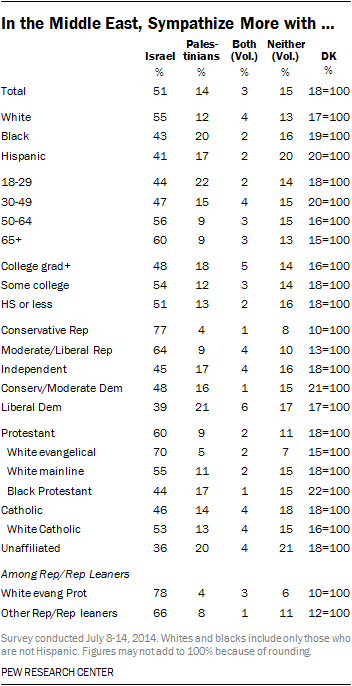 In the Middle East, Sympathize More with ...
Israel Pales-tinians Both (Vol.) Neither (Vol.) DK
% % % % %
Total 51 14 3 15 18=100
White 55 12 4 13 17=100
Black 43 20 2 16 19=100
Hispanic 41 17 2 20 20=100
18-29 44 22 2 14 18=100
30-49 47 15 4 15 20=100
50-64 56 9 3 15 16=100
65+ 60 9 3 13 15=100
College grad+ 48 18 5 14 16=100
Some college 54 12 3 14 18=100
HS or less 51 13 2 16 18=100
Conservative Rep 77 4 1 8 10=100
Moderate/Liberal Rep 64 9 4 10 13=100
Independent 45 17 4 16 18=100
Conserv/Moderate Dem 48 16 1 15 21=100
Liberal Dem 39 21 6 17 17=100
Protestant 60 9 2 11 18=100
White evangelical 70 5 2 7 15=100
White mainline 55 11 2 15 18=100
Black Protestant 44 17 1 15 22=100
Catholic 46 14 4 18 18=100
White Catholic 53 13 4 15 16=100
Unaffiliated 36 20 4 21 18=100
Among Rep/Rep Leaners
White evang Prot 78 4 3 6 10=100
Other Rep/Rep leaners 66 8 1 11 12=100
Survey conducted July 8-14, 2014. Whites and blacks include only those who
are not Hispanic. Figures may not add to 100% because of rounding.
PEW RESEARCH CENTER